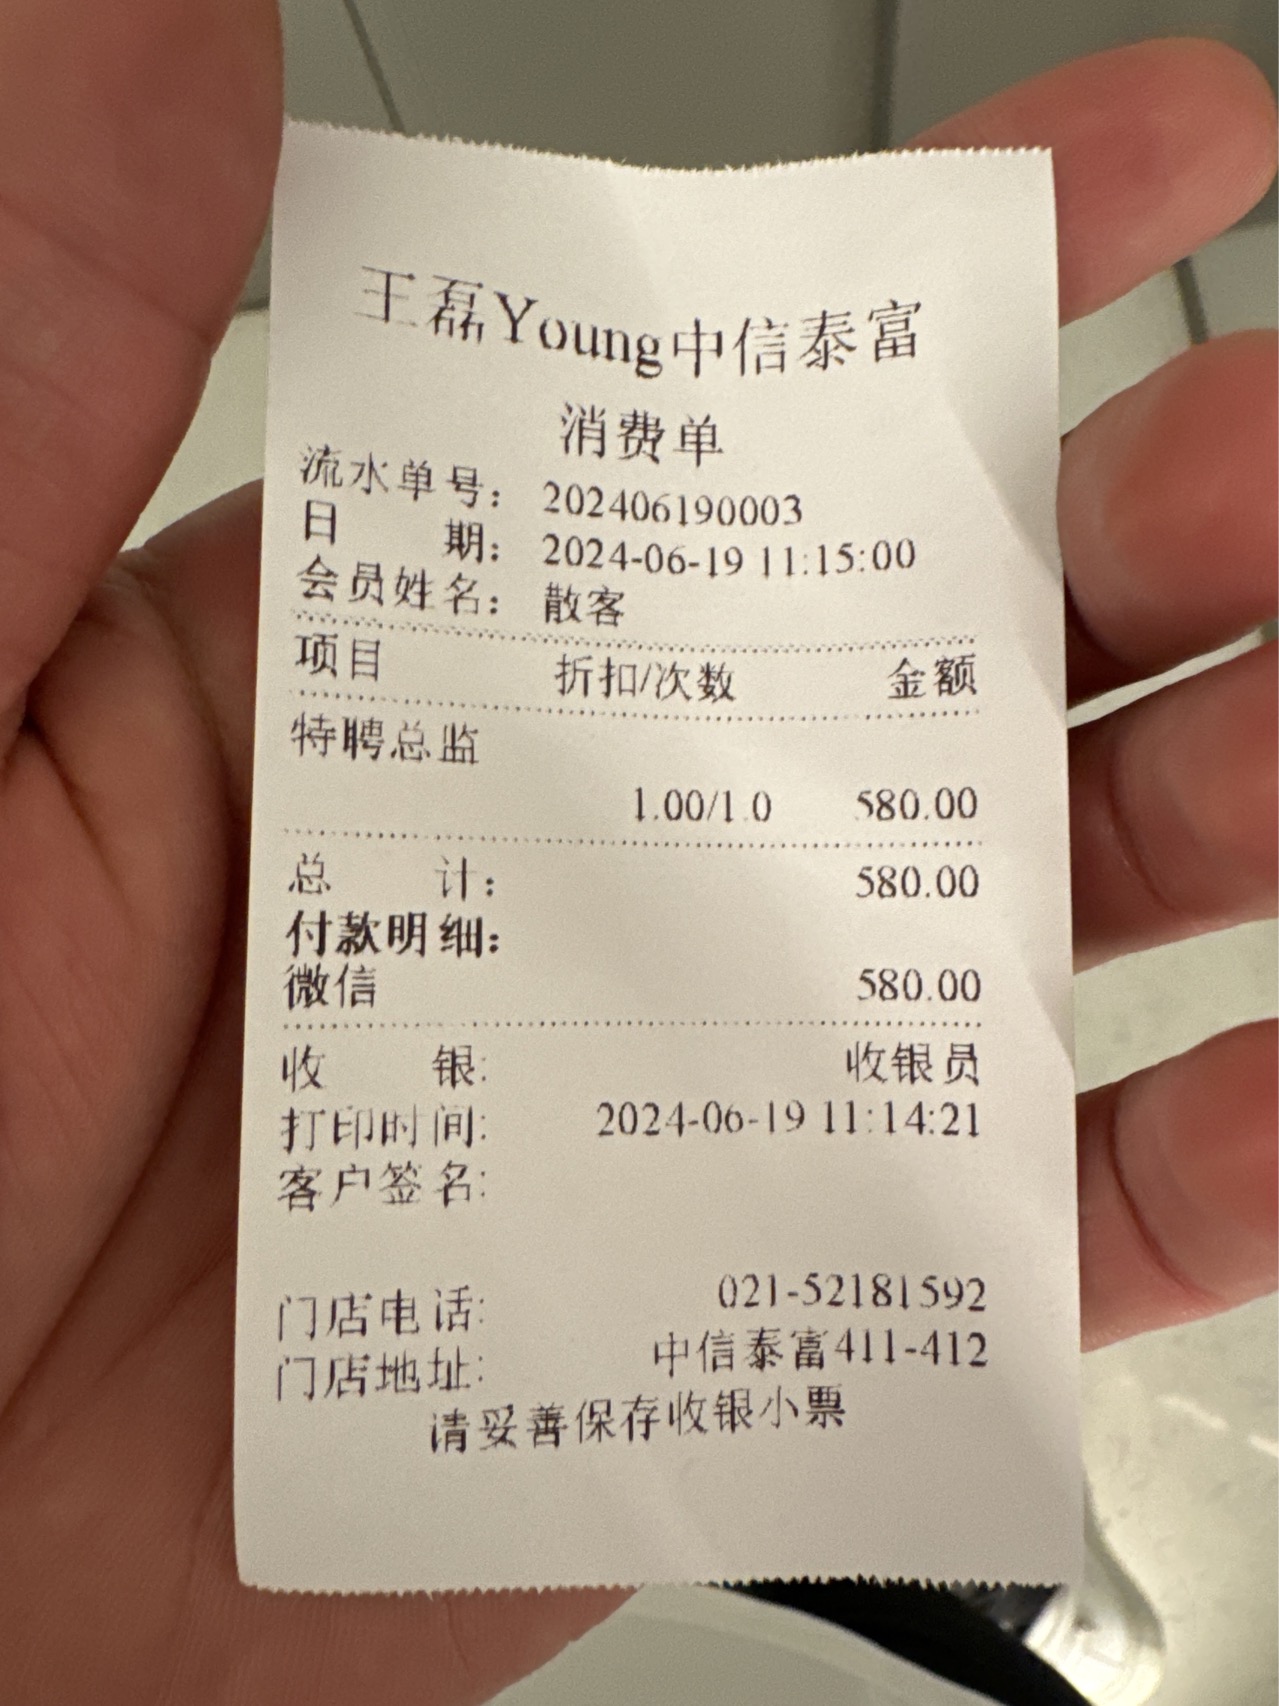 王磊Young中信泰富
消费单
流水单号： 202406190003
日 期： 2024-06-19 11:15:00
会员姓名： 散客
项目 折扣/次数 金额
特聘总监
1.00/1.0 580.00
总 计： 580.00
付款明细：
微信 580.00
收 银: 收银员
打印时间: 2024-06-19 11:14:21
客户签名:
门店电话: 021-52181592
门店地址: 中信泰富411-412
请妥善保存收银小票